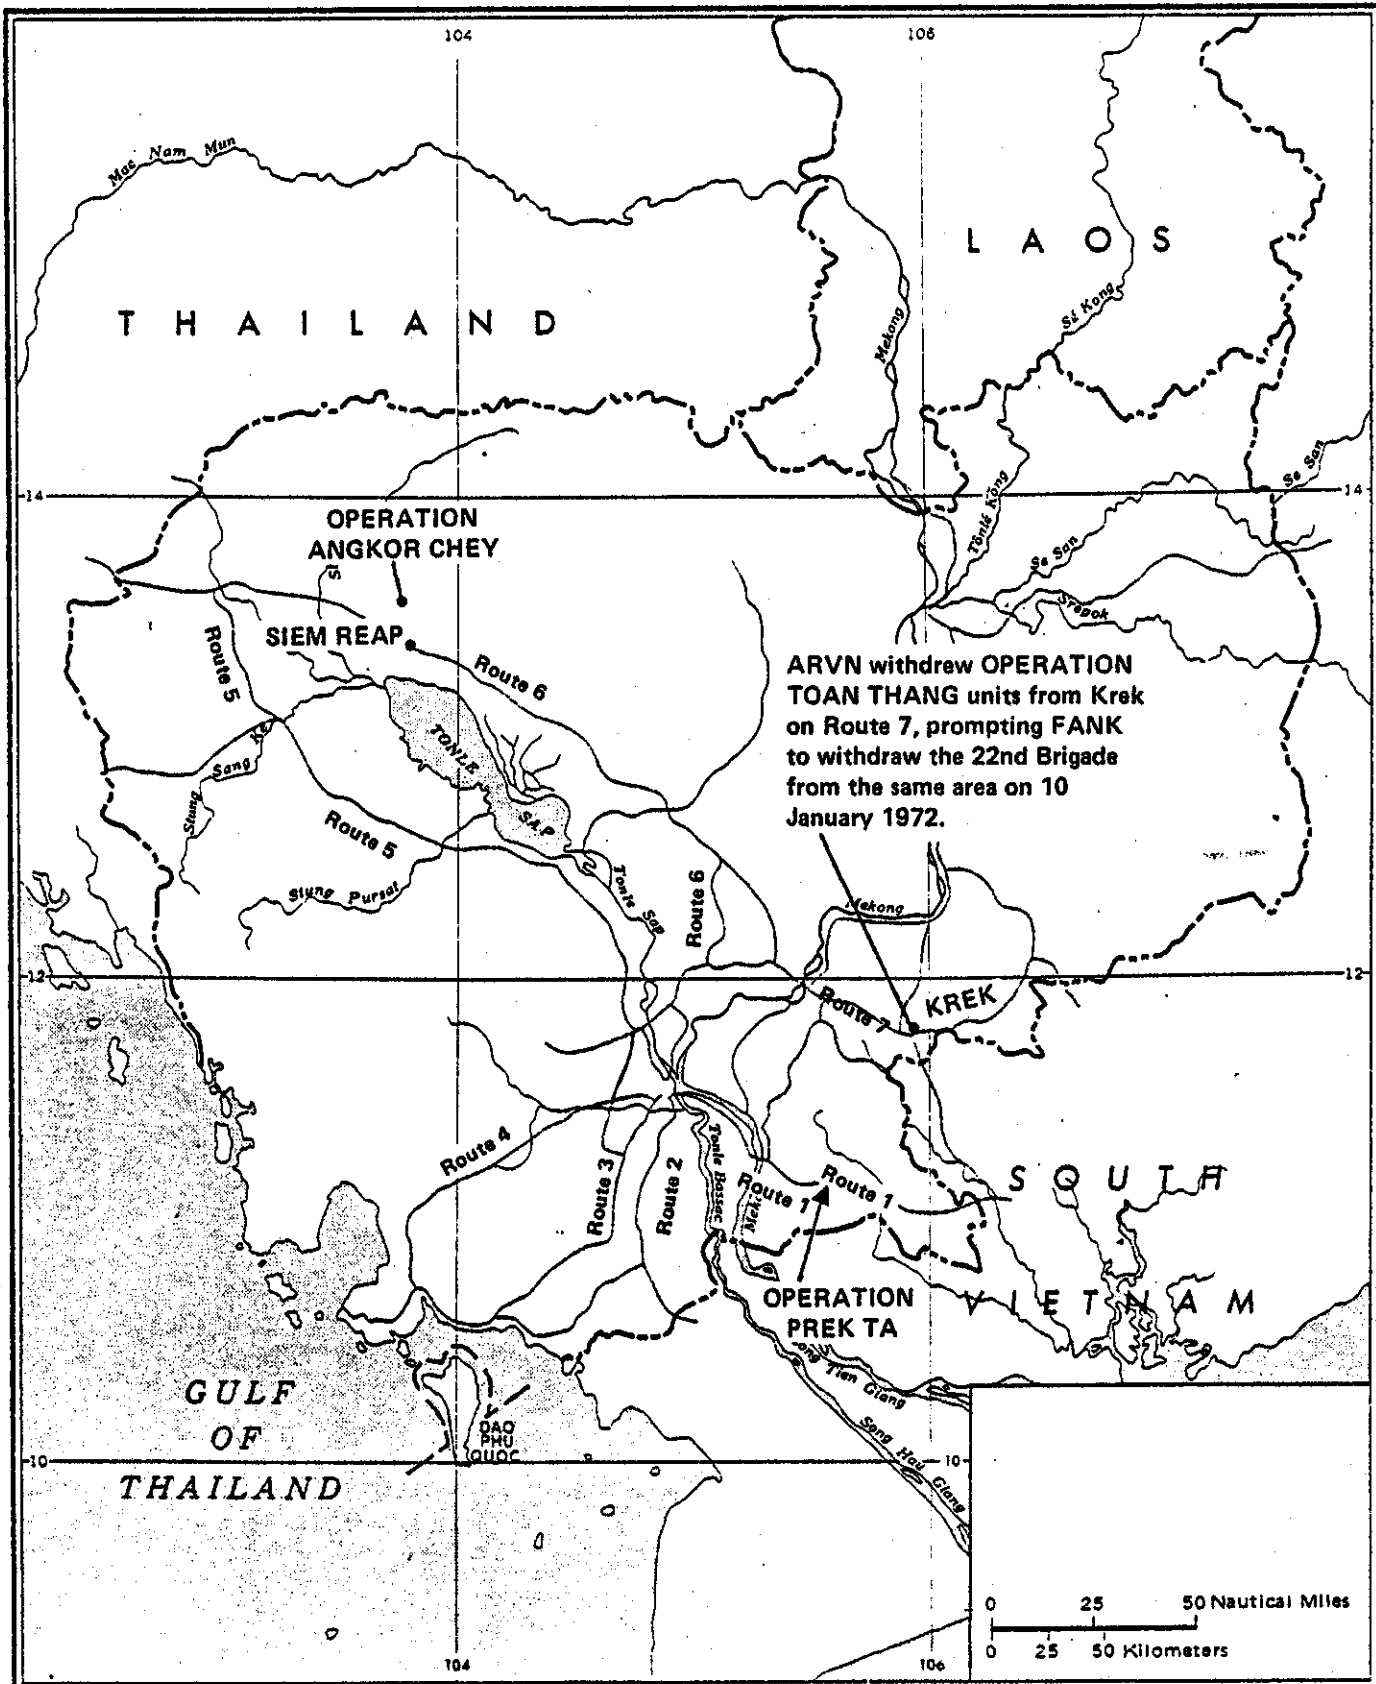 104
106
Mae Nam Mun
L A O S
Sé Kong
T H A I L A N D
Mekong
Se San
14
14
Tônlé Kông
OPERATION
ANGKOR CHEY
Se San
Srepok
SIEM REAP
Route 5
Route 6
ARVN withdrew OPERATION
TOAN THANG units from Krek
on Route 7, prompting FANK
to withdraw the 22nd Brigade
from the same area on 10
January 1972.
TONLE
SAP
Stung Sang Ke
Route 5
Stung Pursat
Tonle Sap
Route 6
Mekong
12
12
Route 7
KREK
Route 4
Route 3
Route 2
Tonle Bassac
Route 1
Route 1
S O U T H
OPERATION
PREK TA
V I E T N A M
GULF
OF
THAILAND
DAO
PHU
QUOC
Tien Giang
Song Hau Giang
10
10
0 25 50 Nautical Miles
0 25 50 Kilometers
104
106